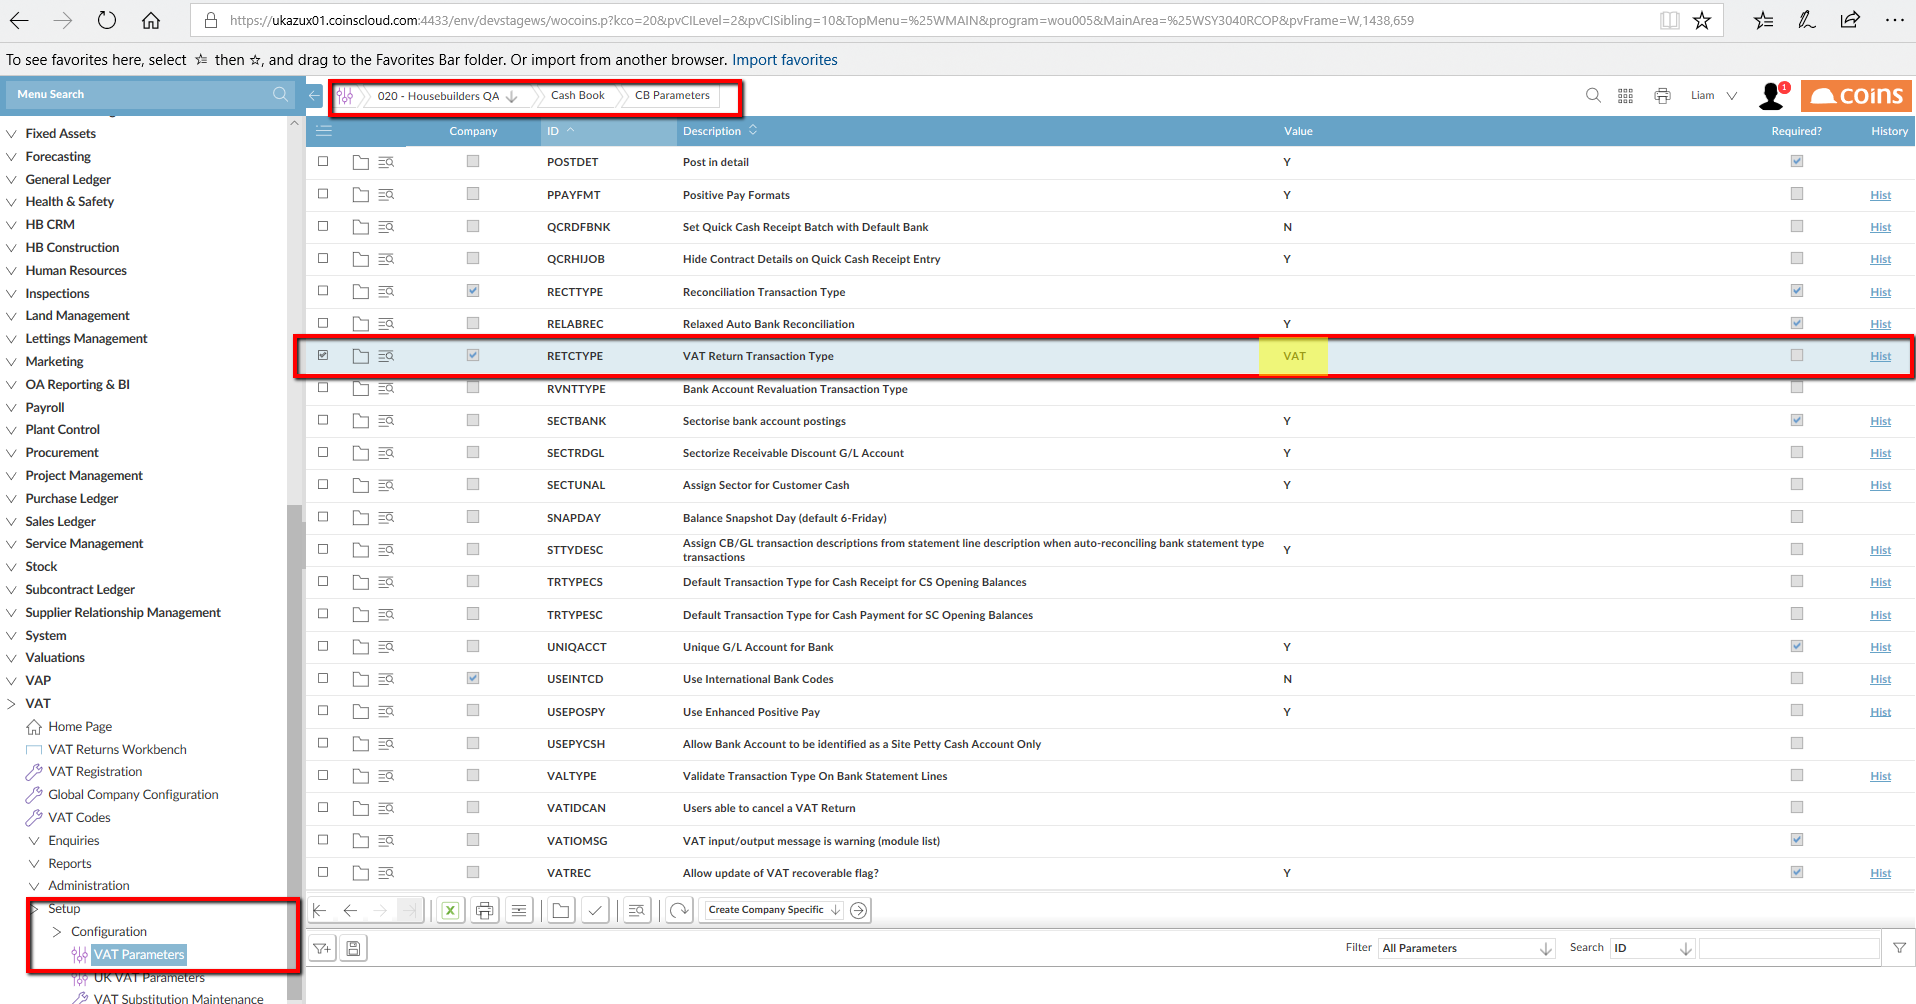 https://ukazux01.coinscloud.com:4433/env/devstagews/wocoins.p?kco=20&pvCILevel=2&pvCISibling=10&TopMenu=%25WMAIN&program=wou005&MainArea=%25WSY3040RCOP&pvFrame=W,1438,659
To see favorites here, select then , and drag to the Favorites Bar folder. Or import from another browser. Import favorites
Menu Search
020 - Housebuilders QA Cash Book CB Parameters
Liam 1 coins
Fixed Assets
Forecasting
General Ledger
Health & Safety
HB CRM
HB Construction
Human Resources
Inspections
Land Management
Lettings Management
Marketing
OA Reporting & BI
Payroll
Plant Control
Procurement
Project Management
Purchase Ledger
Sales Ledger
Service Management
Stock
Subcontract Ledger
Supplier Relationship Management
System
Valuations
VAP
VAT
Home Page
VAT Returns Workbench
VAT Registration
Global Company Configuration
VAT Codes
Enquiries
Reports
Administration
Setup
Configuration
VAT Parameters
UK VAT Parameters
VAT Substitution Maintenance
Company ID Description Value Required? History
POSTDET Post in detail Y
PPAYFMT Positive Pay Formats Y Hist
QCRDFBNK Set Quick Cash Receipt Batch with Default Bank N Hist
QCRHIJOB Hide Contract Details on Quick Cash Receipt Entry Y Hist
RECTTYPE Reconciliation Transaction Type Hist
RELABREC Relaxed Auto Bank Reconciliation Y Hist
RETCTYPE VAT Return Transaction Type VAT Hist
RVNTTYPE Bank Account Revaluation Transaction Type
SECTBANK Sectorise bank account postings Y Hist
SECTRDGL Sectorize Receivable Discount G/L Account Y Hist
SECTUNAL Assign Sector for Customer Cash Y Hist
SNAPDAY Balance Snapshot Day (default 6-Friday)
STTYDESC Assign CB/GL transaction descriptions from statement line description when auto-reconciling bank statement type
transactions Y Hist
TRTYPECS Default Transaction Type for Cash Receipt for CS Opening Balances Hist
TRTYPESC Default Transaction Type for Cash Payment for SC Opening Balances Hist
UNIQACCT Unique G/L Account for Bank Y Hist
USEINTCD Use International Bank Codes N Hist
USEPOSPY Use Enhanced Positive Pay Y Hist
USEPYCSH Allow Bank Account to be identified as a Site Petty Cash Account Only
VALTYPE Validate Transaction Type On Bank Statement Lines Hist
VATIDCAN Users able to cancel a VAT Return
VATIOMSG VAT input/output message is warning (module list)
VATREC Allow update of VAT recoverable flag? Y Hist
Create Company Specific
Filter All Parameters Search ID